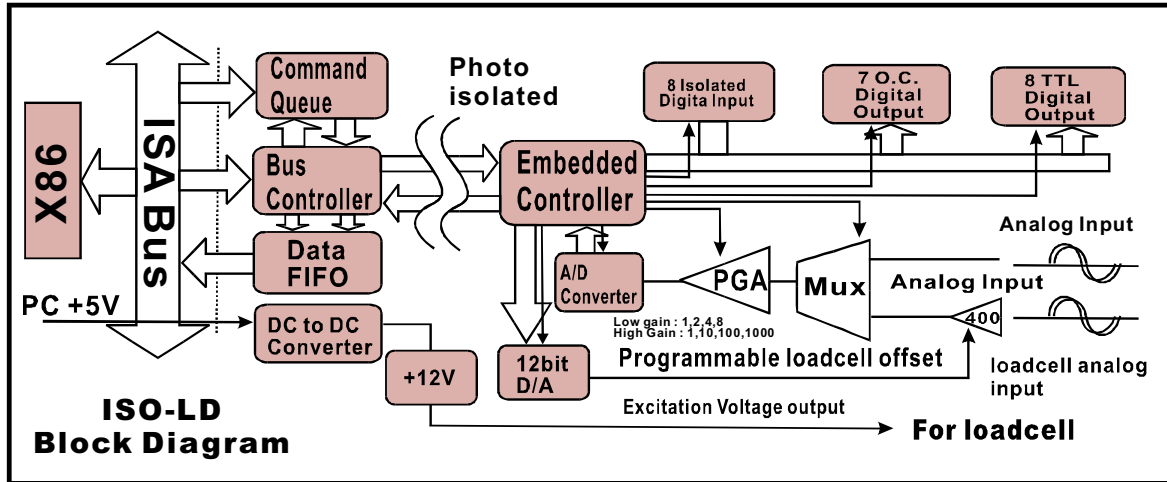 X86
ISA Bus
Command
Queue
Bus
Controller
Data
FIFO
PC +5V
DC to DC
Converter
+12V
ISO-LD
Block Diagram
Photo
isolated
Embedded
Controller
8 Isolated
Digita Input
7 O.C.
Digital
Output
8 TTL
Digital
Output
A/D
Converter
PGA
Mux
Analog Input
Analog Input
400
Low gain : 1,2,4,8
High Gain : 1,10,100,1000
12bit
D/A
Programmable loadcell offset
loadcell analog
input
Excitation Voltage output
For loadcell